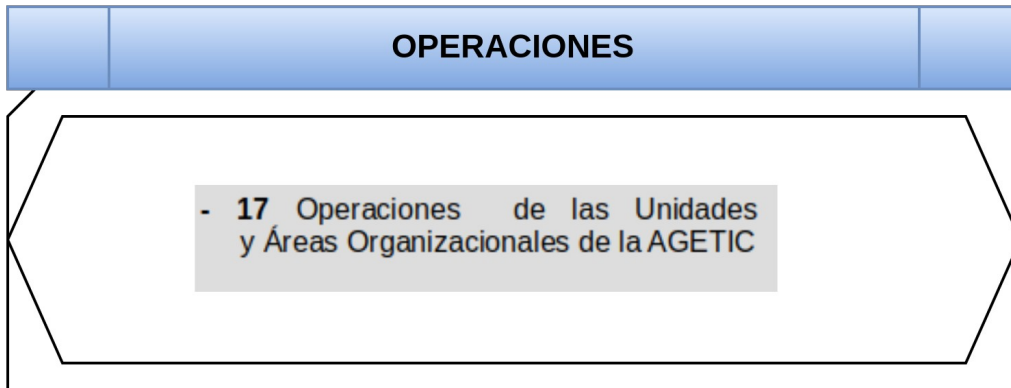 OPERACIONES
- 17 Operaciones de las Unidades
y Áreas Organizacionales de la AGETIC